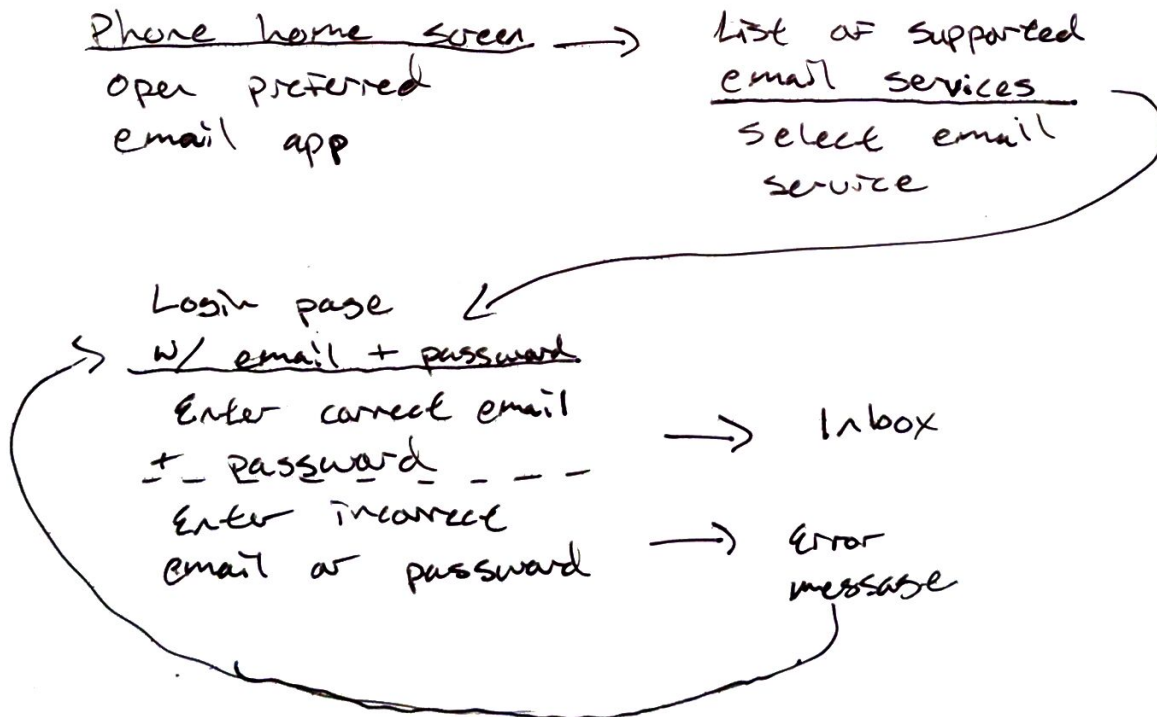 Phone home screen
open preferred
email app
List of supported
email services
select email
service
Login page
w/ email + password
Enter correct email
+ password
Inbox
Enter incorrect
email or password
Error
message